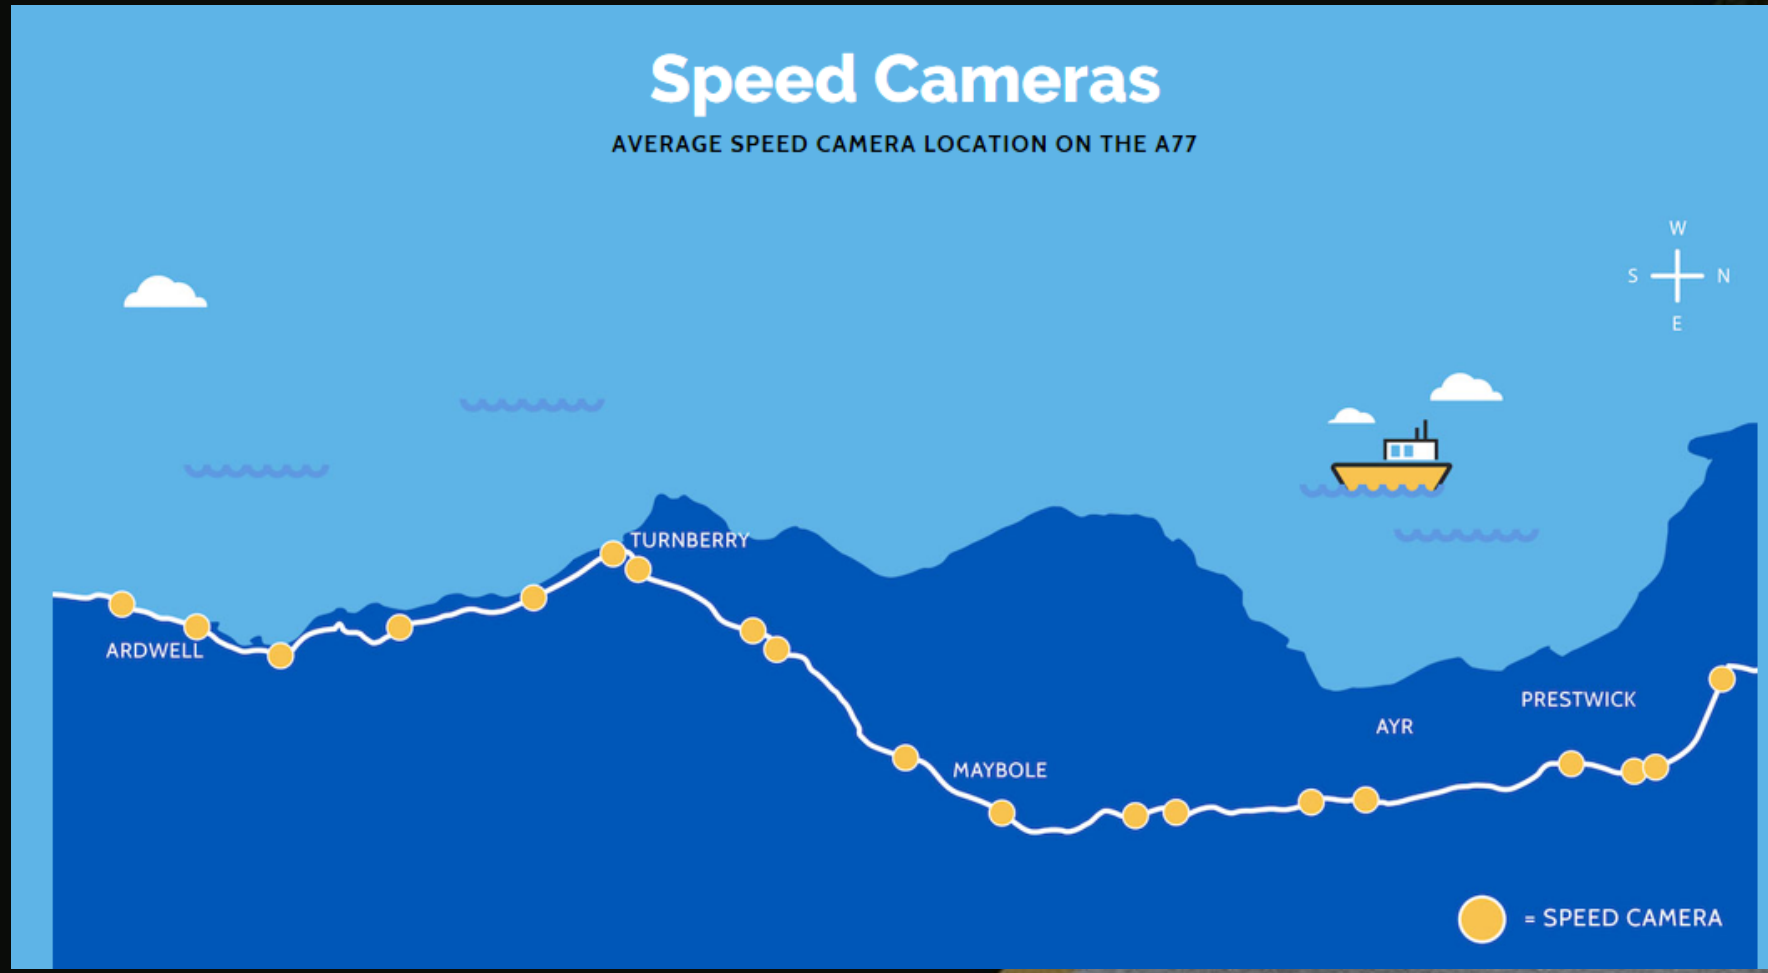 Speed Cameras
AVERAGE SPEED CAMERA LOCATION ON THE A77
W
S N
E
TURNBERRY
ARDWELL
PRESTWICK
AYR
MAYBOLE
= SPEED CAMERA